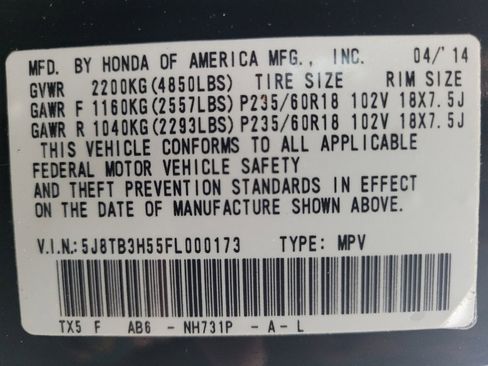 MFD. BY HONDA OF AMERICA MFG., INC. 04/'14
GVWR 2200KG(4850LBS) TIRE SIZE RIM SIZE
GAWR F 1160KG(2557LBS)P235/60R18 102V 18X7.5J
GAWR R 1040KG(2293LBS)P235/60R18 102V 18X7.5J
THIS VEHICLE CONFORMS TO ALL APPLICABLE
FEDERAL MOTOR VEHICLE SAFETY
AND THEFT PREVENTION STANDARDS IN EFFECT
ON THE DATE OF MANUFACTURE SHOWN ABOVE.
V.I.N.: 5J8TB3H55FL000173 TYPE: MPV
TX5 F AB6 - NH731P - A - L